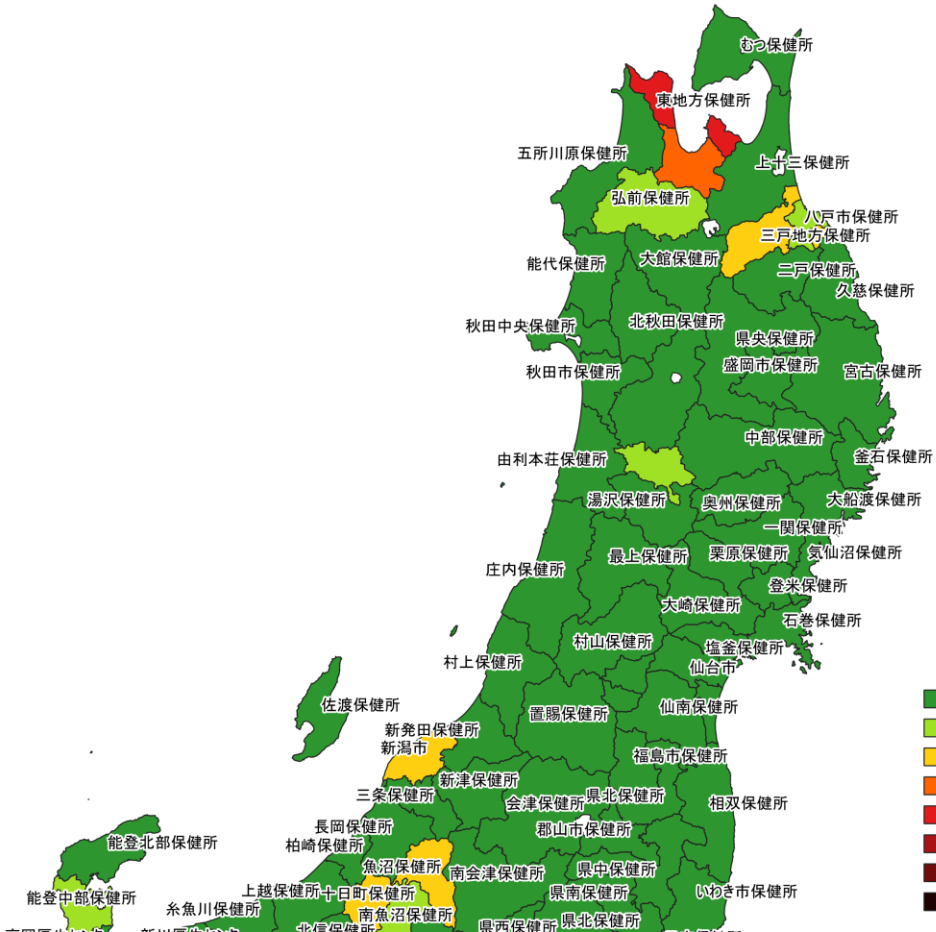 むつ保健所
東地方保健所
五所川原保健所
上十三保健所
弘前保健所
八戸市保健所
三戸地方保健所
大館保健所
能代保健所
二戸保健所
久慈保健所
北秋田保健所
秋田中央保健所
県央保健所
盛岡市保健所
秋田市保健所
宮古保健所
中部保健所
釜石保健所
由利本荘保健所
湯沢保健所
奥州保健所
大船渡保健所
一関保健所
最上保健所
栗原保健所
気仙沼保健所
庄内保健所
登米保健所
大崎保健所
石巻保健所
村山保健所
塩釜保健所
村上保健所
仙台市
佐渡保健所
置賜保健所
仙南保健所
新発田保健所
新潟市
福島市保健所
新津保健所
三条保健所
会津保健所
県北保健所
相双保健所
長岡保健所
郡山市保健所
柏崎保健所
能登北部保健所
魚沼保健所
南会津保健所
県中保健所
上越保健所
十日町保健所
県南保健所
いわき市保健所
能登中部保健所
糸魚川保健所
南魚沼保健所
県西保健所
県北保健所
北信保健所